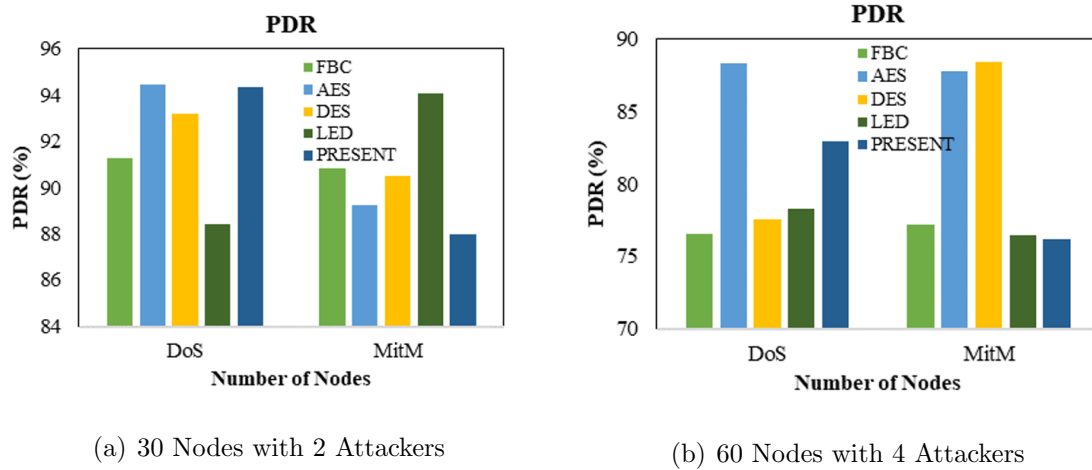 PDR
96
94
92
90
88
86
84
PDR (%)
FBC
AES
DES
LED
PRESENT
DoS
MitM
Number of Nodes
(a) 30 Nodes with 2 Attackers
PDR
90
85
80
75
70
PDR (%)
FBC
AES
DES
LED
PRESENT
DoS
MitM
Number of Nodes
(b) 60 Nodes with 4 Attackers